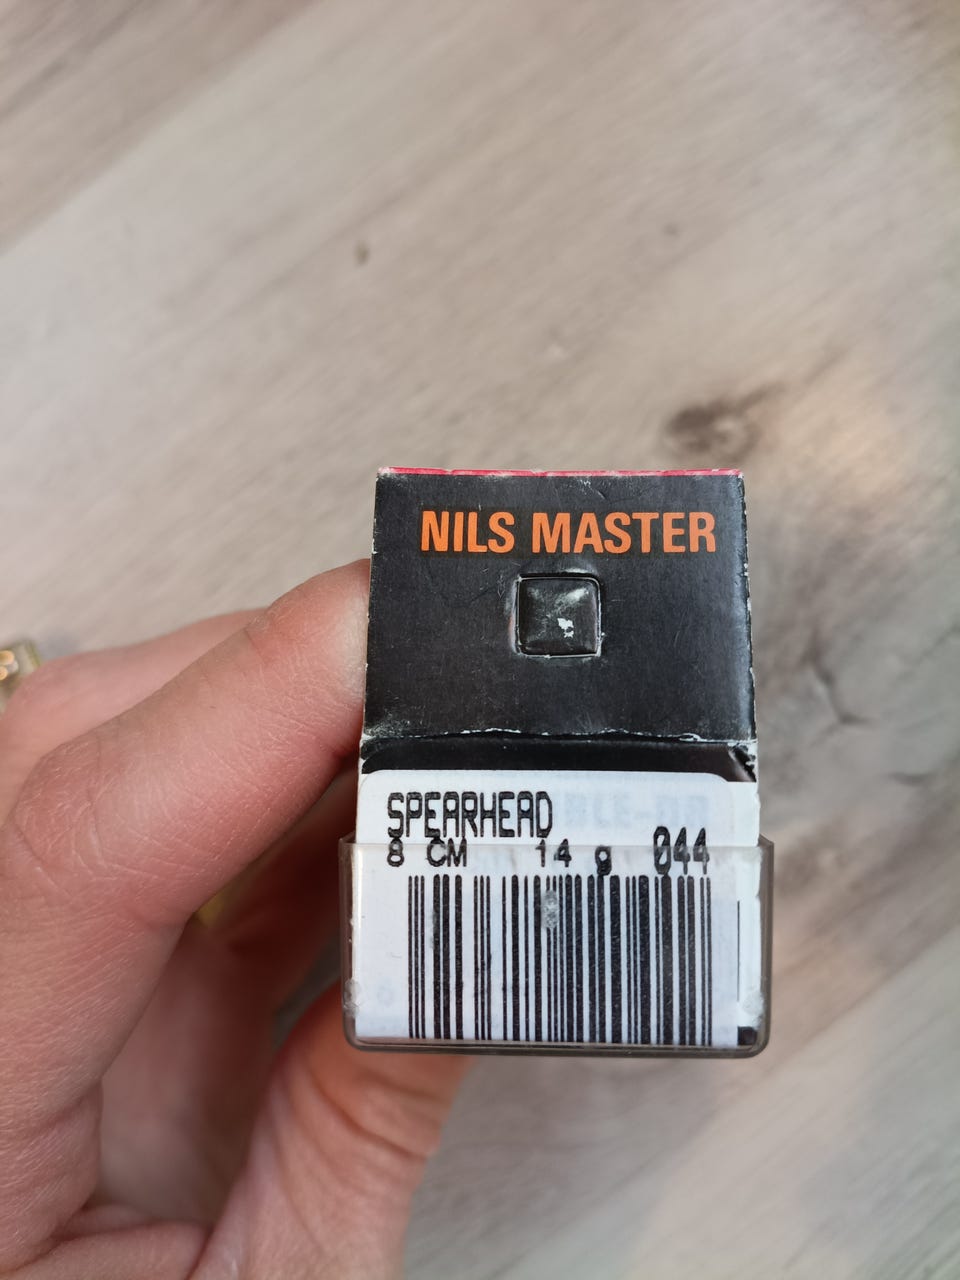 NILS MASTER
SPEARHEAD
8 CM 14 g 044